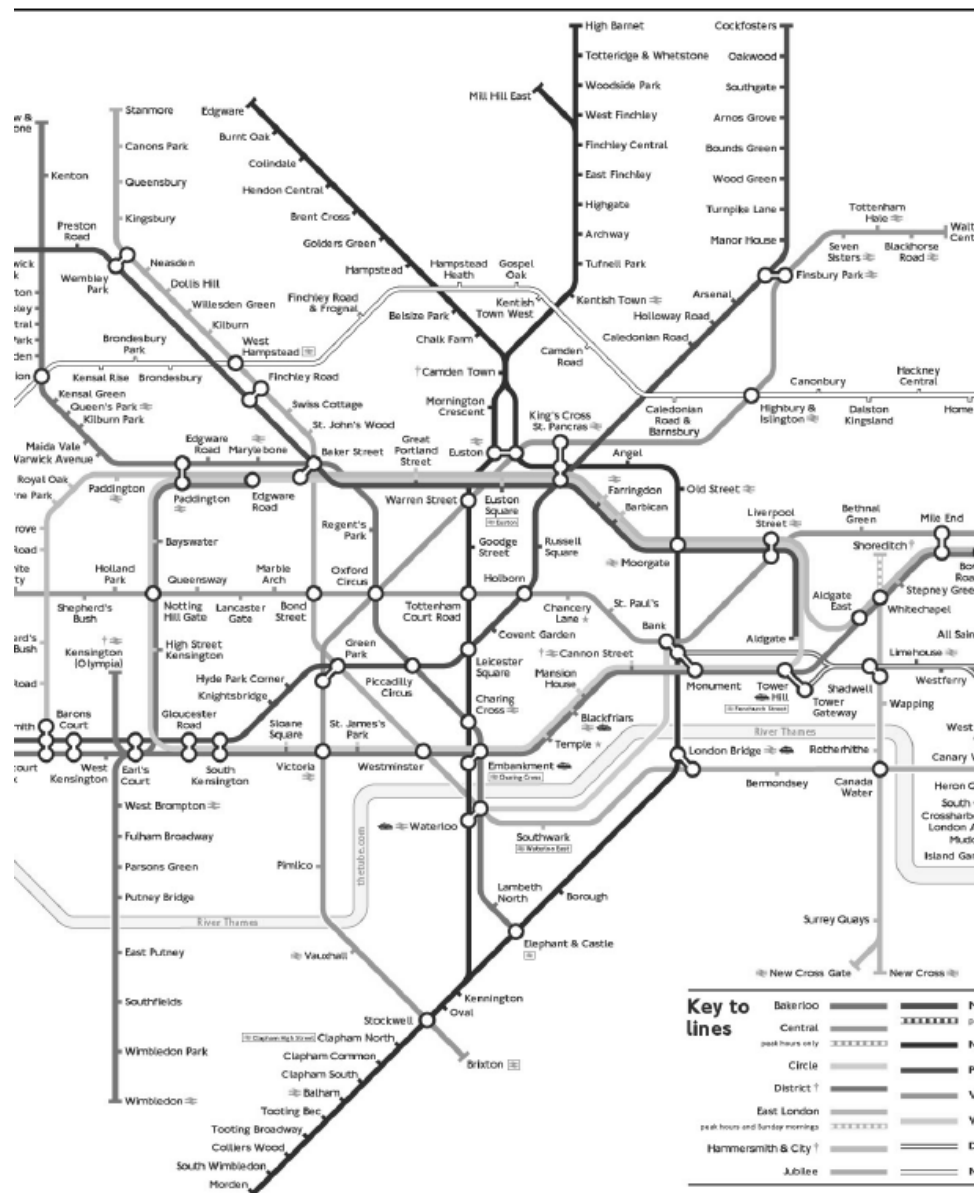 High Barnet
Cockfosters
Totteridge & Whetstone
Oakwood
Woodside Park
Southgate
Mill Hill East
West Finchley
Arnos Grove
Stanmore
Edgware
Burnt Oak
Finchley Central
Bounds Green
Canons Park
Colindale
East Finchley
Wood Green
Kenton
Queensbury
Hendon Central
Highgate
Turnpike Lane
Kingsbury
Brent Cross
Archway
Manor House
Tottenham
Hale
Preston
Road
Golders Green
Tufnell Park
Seven
Sisters
Blackhorse
Road
Wembley
Park
Neasden
Hampstead
Hampstead
Heath
Gospel
Oak
Finsbury Park
Dollis Hill
Willesden Green
Finchley Road
& Frognal
Belsize Park
Kentish
Town West
Kentish Town
Arsenal
Holloway Road
Kilburn
Chalk Farm
Caledonian Road
Brondesbury
Park
West
Hampstead
Camden
Road
Kensal Rise
Brondesbury
Finchley Road
†Camden Town
Canonbury
Hackney
Central
Kensal Green
Queen's Park
Kilburn Park
Swiss Cottage
Mornington
Crescent
King's Cross
St. Pancras
Caledonian
Road &
Barnsbury
Highbury &
Islington
Dalston
Kingsland
Home
St. John's Wood
Maida Vale
Warwick Avenue
Edgware
Road
Marylebone
Baker Street
Great
Portland
Street
Euston
Angel
Royal Oak
Paddington
Paddington
Edgware
Road
Warren Street
Euston
Square
Euston
Farringdon
Barbican
Old Street
Liverpool
Street
Bethnal
Green
Mile End
Bayswater
Regent's
Park
Goodge
Street
Russell
Square
Moorgate
Shoreditch†
Holland
Park
Queensway
Marble
Arch
Oxford
Circus
Holborn
Aldgate
East
Stepney Green
Shepherd's
Bush
Notting
Hill Gate
Lancaster
Gate
Bond
Street
Tottenham
Court Road
Chancery
Lane
St. Paul's
Bank
Whitechapel
Aldgate
Kensington
(Olympia)
High Street
Kensington
Green
Park
Covent Garden
Cannon Street
Limehouse
Hyde Park Corner
Knightsbridge
Piccadilly
Circus
Leicester
Square
Mansion
House
Monument
Tower
Hill
Fenchurch Street
Tower
Gateway
Shadwell
Westferry
Barons
Court
Gloucester
Road
Sloane
Square
St. James's
Park
Charing
Cross
Blackfriars
Temple
Wapping
River Thames
West
Kensington
Earl's
Court
South
Kensington
Victoria
Westminster
Embankment
Charing Cross
London Bridge
Rotherhithe
Canary
Bermondsey
Canada
Water
West Brompton
Waterloo
Southwark
Waterloo East
Fulham Broadway
Parsons Green
Pimlico
thetube.com
Island Gar
Putney Bridge
Lambeth
North
Borough
River Thames
Surrey Quays
East Putney
Vauxhall
Elephant & Castle
New Cross Gate
New Cross
Southfields
Kennington
Oval
Stockwell
Clapham High Street
Clapham North
Wimbledon Park
Clapham Common
Brixton
Clapham South
Wimbledon
Balham
Tooting Bec
Tooting Broadway
Colliers Wood
South Wimbledon
Morden
Key to
lines
Bakerloo
Central
peak hours only
Circle
District †
East London
peak hours and Sunday mornings
Hammersmith & City †
Jubilee